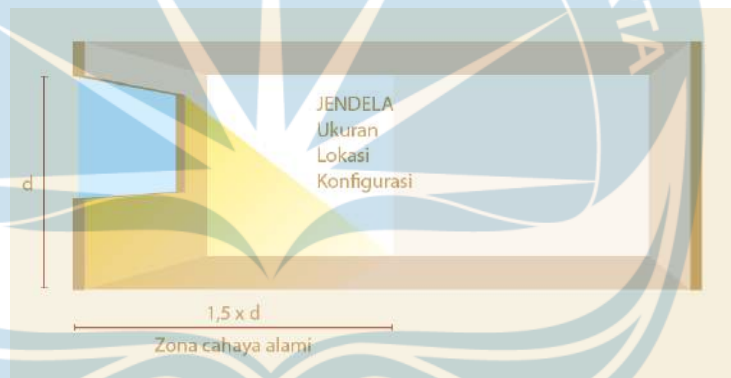 JENDELA
Ukuran
Lokasi
Konfigurasi
d
1,5 x d
Zona cahaya alami